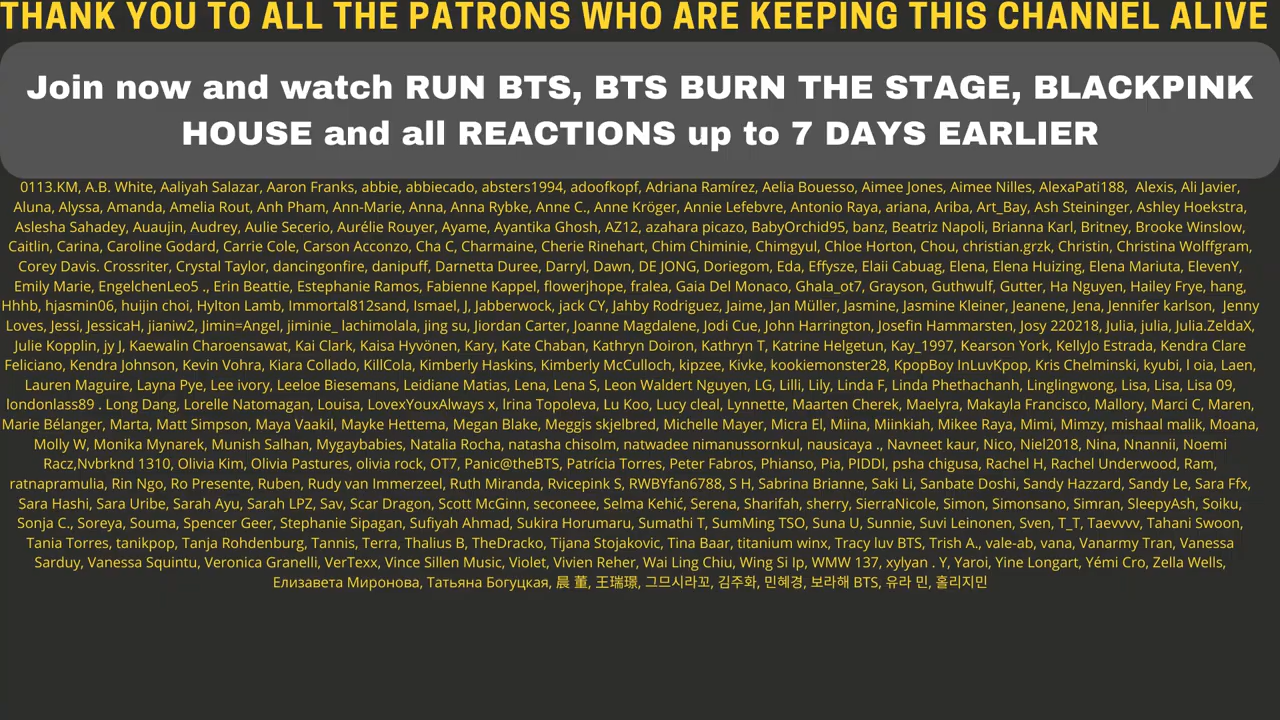 THANK YOU TO ALL THE PATRONS WHO ARE KEEPING THIS CHANNEL ALIVE
Join now and watch RUN BTS, BTS BURN THE STAGE, BLACKPINK
HOUSE and all REACTIONS up to 7 DAYS EARLIER
0113.KM, A.B. White, Aaliyah Salazar, Aaron Franks, abbie, abbiecado, absters1994, adoofkopf, Adriana Ramírez, Aelia Bouesso, Aimee Jones, Aimee Nilles, AlexaPati188, Alexis, Ali Javier,
Aluna, Alyssa, Amanda, Amelia Rout, Anh Pham, Ann-Marie, Anna, Anna Rybke, Anne C., Anne Kröger, Annie Lefebvre, Antonio Raya, ariana, Ariba, Art_Bay, Ash Steininger, Ashley Hoekstra,
Aslesha Sahadey, Auaujin, Audrey, Aulie Secerio, Aurélie Rouyer, Ayame, Ayantika Ghosh, AZ12, azahara picazo, BabyOrchid95, banz, Beatriz Napoli, Brianna Karl, Britney, Brooke Winslow,
Caitlin, Carina, Caroline Godard, Carrie Cole, Carson Acconzo, Cha C, Charmaine, Cherie Rinehart, Chim Chiminie, Chimgyul, Chloe Horton, Chou, christian.grzk, Christin, Christina Wolffgram,
Corey Davis. Crossriter, Crystal Taylor, dancingonfire, danipuff, Darnetta Duree, Darryl, Dawn, DE JONG, Doriegom, Eda, Effysze, Elaii Cabuag, Elena, Elena Huizing, Elena Mariuta, ElevenY,
Emily Marie, EngelchenLeo5 ., Erin Beattie, Estephanie Ramos, Fabienne Kappel, flowerjhope, fralea, Gaia Del Monaco, Ghala_ot7, Grayson, Guthwulf, Gutter, Ha Nguyen, Hailey Frye, hang,
Hhhb, hjasmin06, huijin choi, Hylton Lamb, Immortal812sand, Ismael, J, Jabberwock, jack CY, Jahby Rodriguez, Jaime, Jan Müller, Jasmine, Jasmine Kleiner, Jeanene, Jena, Jennifer karlson, Jenny
Loves, Jessi, JessicaH, jianiw2, Jimin=Angel, jiminie_ lachimolala, jing su, Jiordan Carter, Joanne Magdalene, Jodi Cue, John Harrington, Josefin Hammarsten, Josy 220218, Julia, julia, Julia.ZeldaX,
Julie Kopplin, jy J, Kaewalin Charoensawat, Kai Clark, Kaisa Hyvönen, Kary, Kate Chaban, Kathryn Doiron, Kathryn T, Katrine Helgetun, Kay_1997, Kearson York, KellyJo Estrada, Kendra Clare
Feliciano, Kendra Johnson, Kevin Vohra, Kiara Collado, KillCola, Kimberly Haskins, Kimberly McCulloch, kipzee, Kivke, kookiemonster28, KpopBoy InLuvKpop, Kris Chelminski, kyubi, l oia, Laen,
Lauren Maguire, Layna Pye, Lee ivory, Leeloe Biesemans, Leidiane Matias, Lena, Lena S, Leon Waldert Nguyen, LG, Lilli, Lily, Linda F, Linda Phethachanh, Linglingwong, Lisa, Lisa, Lisa 09,
londonlass89 . Long Dang, Lorelle Natomagan, Louisa, LovexYouxAlways x, lrina Topoleva, Lu Koo, Lucy cleal, Lynnette, Maarten Cherek, Maelyra, Makayla Francisco, Mallory, Marci C, Maren,
Marie Bélanger, Marta, Matt Simpson, Maya Vaakil, Mayke Hettema, Megan Blake, Meggis skjelbred, Michelle Mayer, Micra El, Miina, Miinkiah, Mikee Raya, Mimi, Mimzy, mishaal malik, Moana,
Molly W, Monika Mynarek, Munish Salhan, Mygaybabies, Natalia Rocha, natasha chisolm, natwadee nimanussornkul, nausicaya ., Navneet kaur, Nico, Niel2018, Nina, Nnannii, Noemi
Racz,Nvbrknd 1310, Olivia Kim, Olivia Pastures, olivia rock, OT7, Panic@theBTS, Patrícia Torres, Peter Fabros, Phianso, Pia, PIDDI, psha chigusa, Rachel H, Rachel Underwood, Ram,
ratnapramulia, Rin Ngo, Ro Presente, Ruben, Rudy van Immerzeel, Ruth Miranda, Rvicepink S, RWBYfan6788, S H, Sabrina Brianne, Saki Li, Sanbate Doshi, Sandy Hazzard, Sandy Le, Sara Ffx,
Sara Hashi, Sara Uribe, Sarah Ayu, Sarah LPZ, Sav, Scar Dragon, Scott McGinn, seconeee, Selma Kehić, Serena, Sharifah, sherry, SierraNicole, Simon, Simonsano, Simran, SleepyAsh, Soiku,
Sonja C., Soreya, Souma, Spencer Geer, Stephanie Sipagan, Sufiyah Ahmad, Sukira Horumaru, Sumathi T, SumMing TSO, Suna U, Sunnie, Suvi Leinonen, Sven, T_T, Taevvvv, Tahani Swoon,
Tania Torres, tanikpop, Tanja Rohdenburg, Tannis, Terra, Thalius B, TheDracko, Tijana Stojakovic, Tina Baar, titanium winx, Tracy luv BTS, Trish A., vale-ab, vana, Vanarmy Tran, Vanessa
Sarduy, Vanessa Squintu, Veronica Granelli, VerTexx, Vince Sillen Music, Violet, Vivien Reher, Wai Ling Chiu, Wing Si Ip, WMW 137, xylyan . Y, Yaroi, Yine Longart, Yémi Cro, Zella Wells,
Елизавета Миронова, Татьяна Богуцкая, 晨 董, 王瑞璟, 그므시라꼬, 김주화, 민혜경, 보라해 BTS, 유라 민, 홀리지민